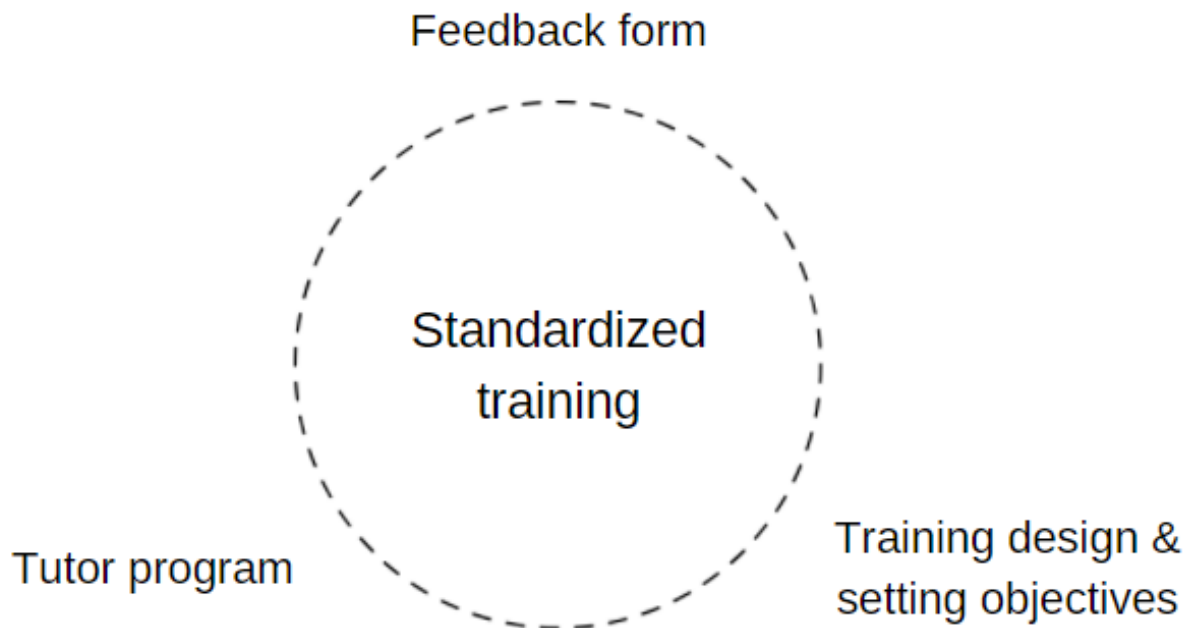 Feedback form
Standardized
training
Tutor program
Training design &
setting objectives